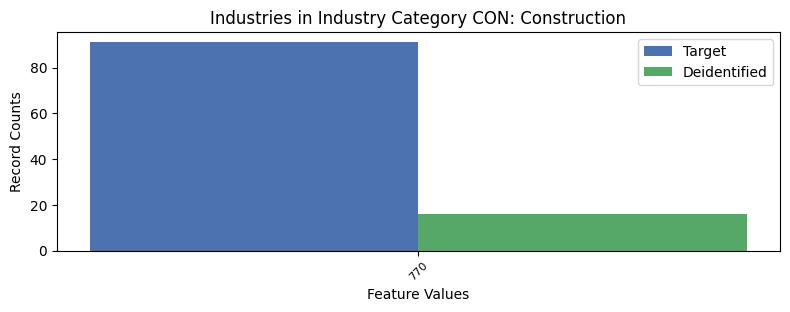 Industries in Industry Category CON: Construction
Target
Deidentified
Record Counts
80
60
40
20
0
770
Feature Values